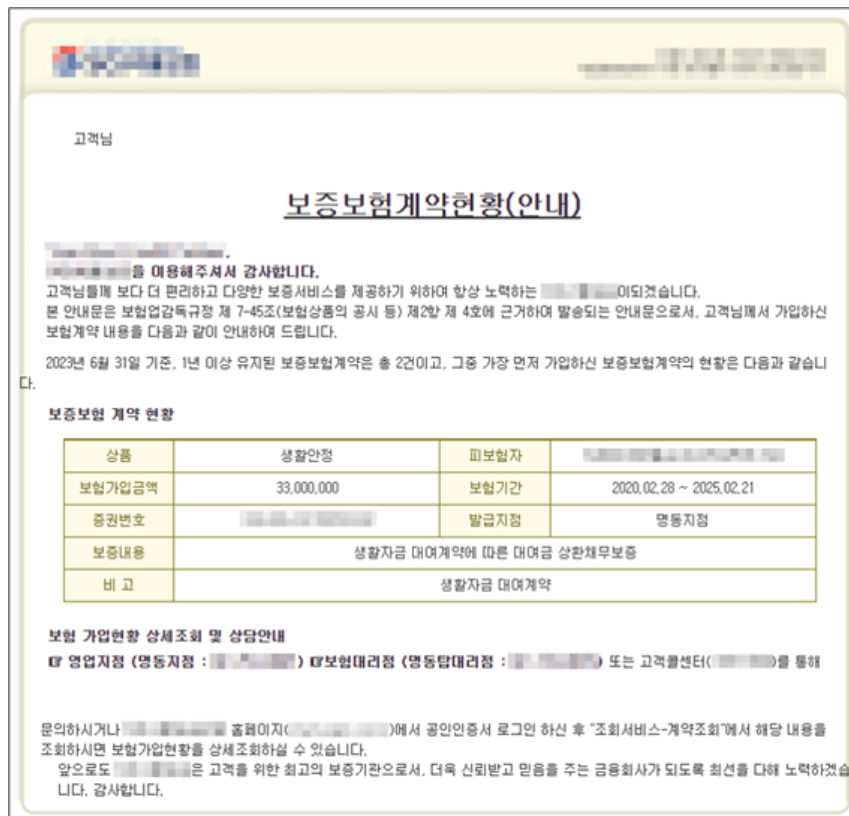 고객님
보증보험계약현황(안내)
,
을 이용해주셔서 감사합니다.
고객님들께 보다 더 편리하고 다양한 보증서비스를 제공하기 위하여 항상 노력하는 이되겠습니다.
본 안내문은 보험업감독규정 제 7-45조(보험상품의 공시 등) 제2항 제 4호에 근거하여 발송되는 안내문으로서, 고객님께서 가입하신
보험계약 내용을 다음과 같이 안내하여 드립니다.
2023년 6월 31일 기준, 1년 이상 유지된 보증보험계약은 총 2건이고, 그중 가장 먼저 가입하신 보증보험계약의 현황은 다음과 같습니
다.
보증보험 계약 현황
상품 생활안정 피보험자
보험가입금액 33,000,000 보험기간 2020.02.28 ~ 2025.02.21
증권번호 발급지점 명동지점
보증내용 생활자금 대여계약에 따른 대여금 상환채무보증
비 고 생활자금 대여계약
보험 가입현황 상세조회 및 상담안내
☞ 영업지점 (명동지점 : ) ☞보험대리점 (명동탑대리점 : ) 또는 고객콜센터( )를 통해
문의하시거나 홈페이지( )에서 공인인증서 로그인 하신 후 "조회서비스-계약조회"에서 해당 내용을
조회하시면 보험가입현황을 상세조회하실 수 있습니다.
앞으로도 은 고객을 위한 최고의 보증기관으로서, 더욱 신뢰받고 믿음을 주는 금융회사가 되도록 최선을 다해 노력하겠습
니다. 감사합니다.